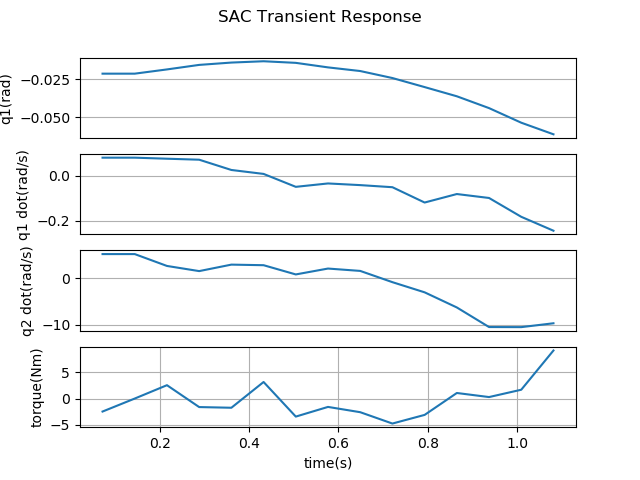 SAC Transient Response
q1(rad)
−0.025
−0.050
q1 dot(rad/s)
0.0
−0.2
q2 dot(rad/s)
0
−10
torque(Nm)
5
0
−5
0.2 0.4 0.6 0.8 1.0
time(s)